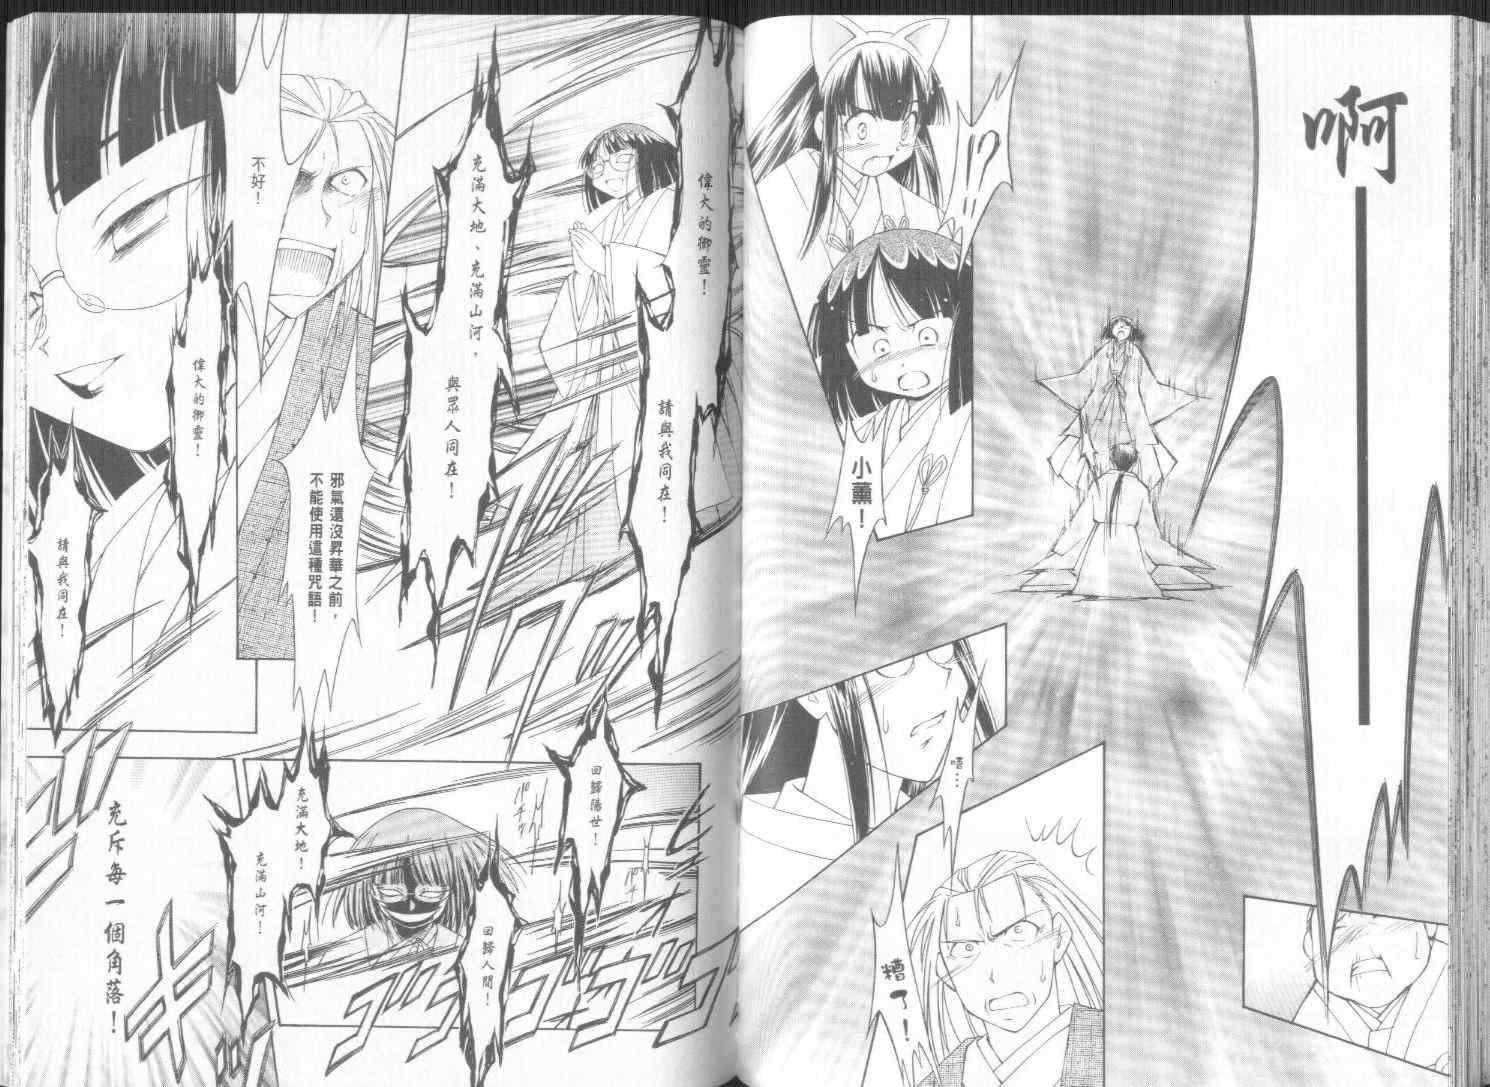 啊
!?
小薰！
唔…
糟了！
偉大的御靈！
請與我同在！
充滿大地、充滿山河，
與眾人同在！
不好！
邪氣還沒昇華之前，
不能使用這種咒語！
偉大的御靈！
請與我同在！
回歸陽世！
回歸人間！
充滿大地！
充滿山河！
充斥每一個角落！